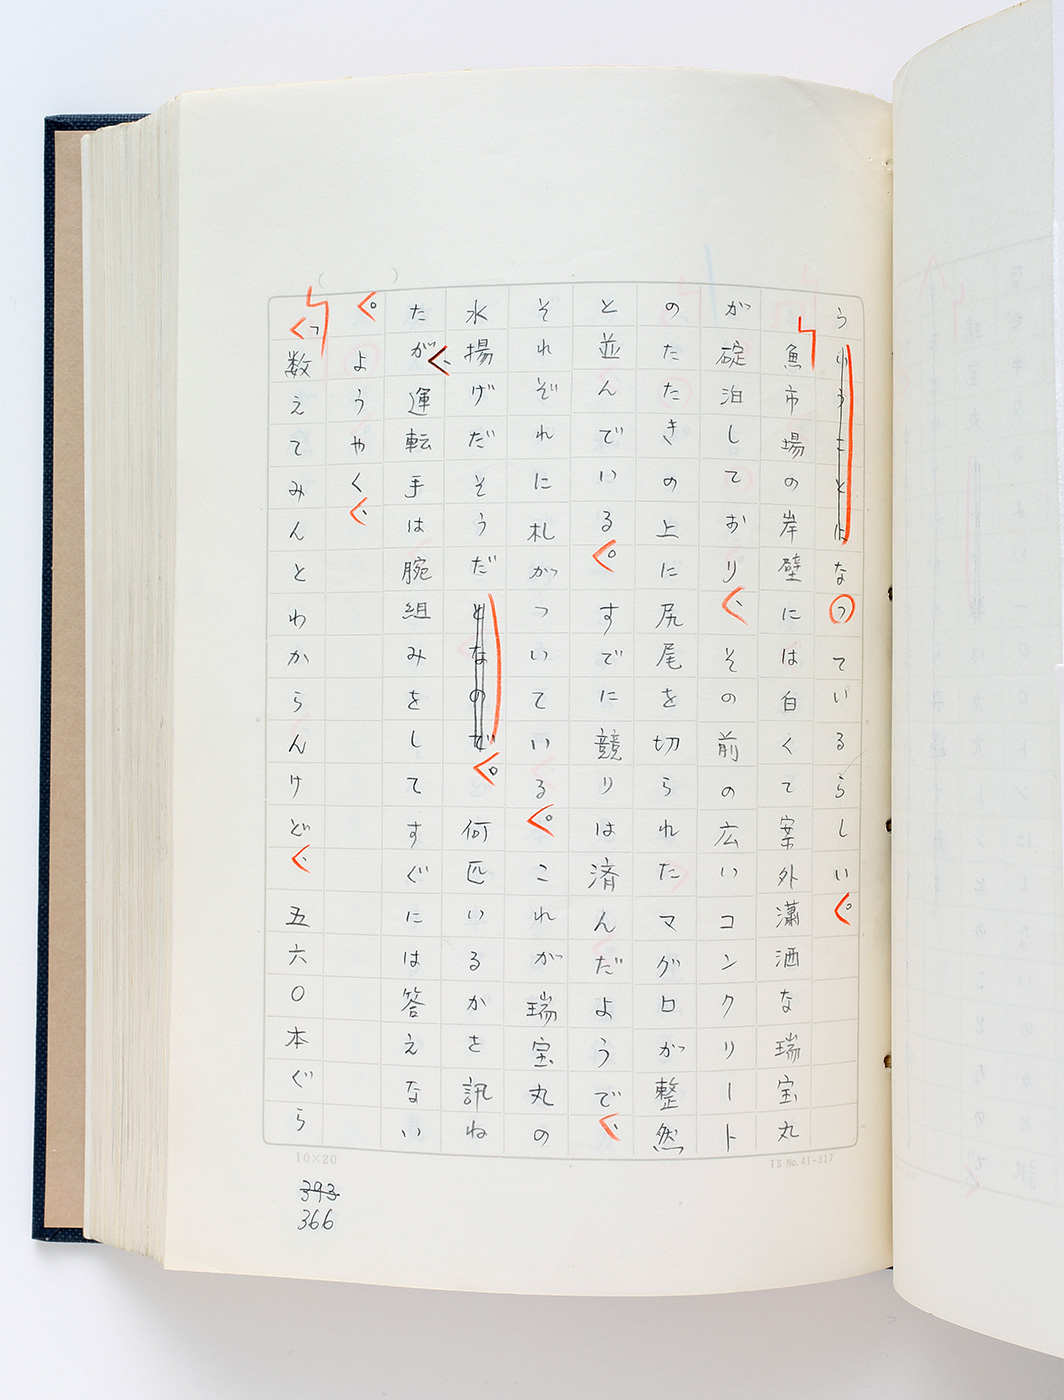 ういうことになっているらしい。
魚市場の岸壁には白くて案外瀟洒な瑞宝丸
が碇泊しており、その前の広いコンクリート
のたたきの上に尻尾を切られたマグロが整然
と並んでいる。すでに競りは済んだようで、
それぞれに札がついている。これが瑞宝丸の
水揚げだそうだとなので。何匹いるかを訊ね
たが、運転手は腕組みをしてすぐには答えない
。ようやく、
「数えてみんとわからんけど、五六〇本ぐら
10×20
393
366